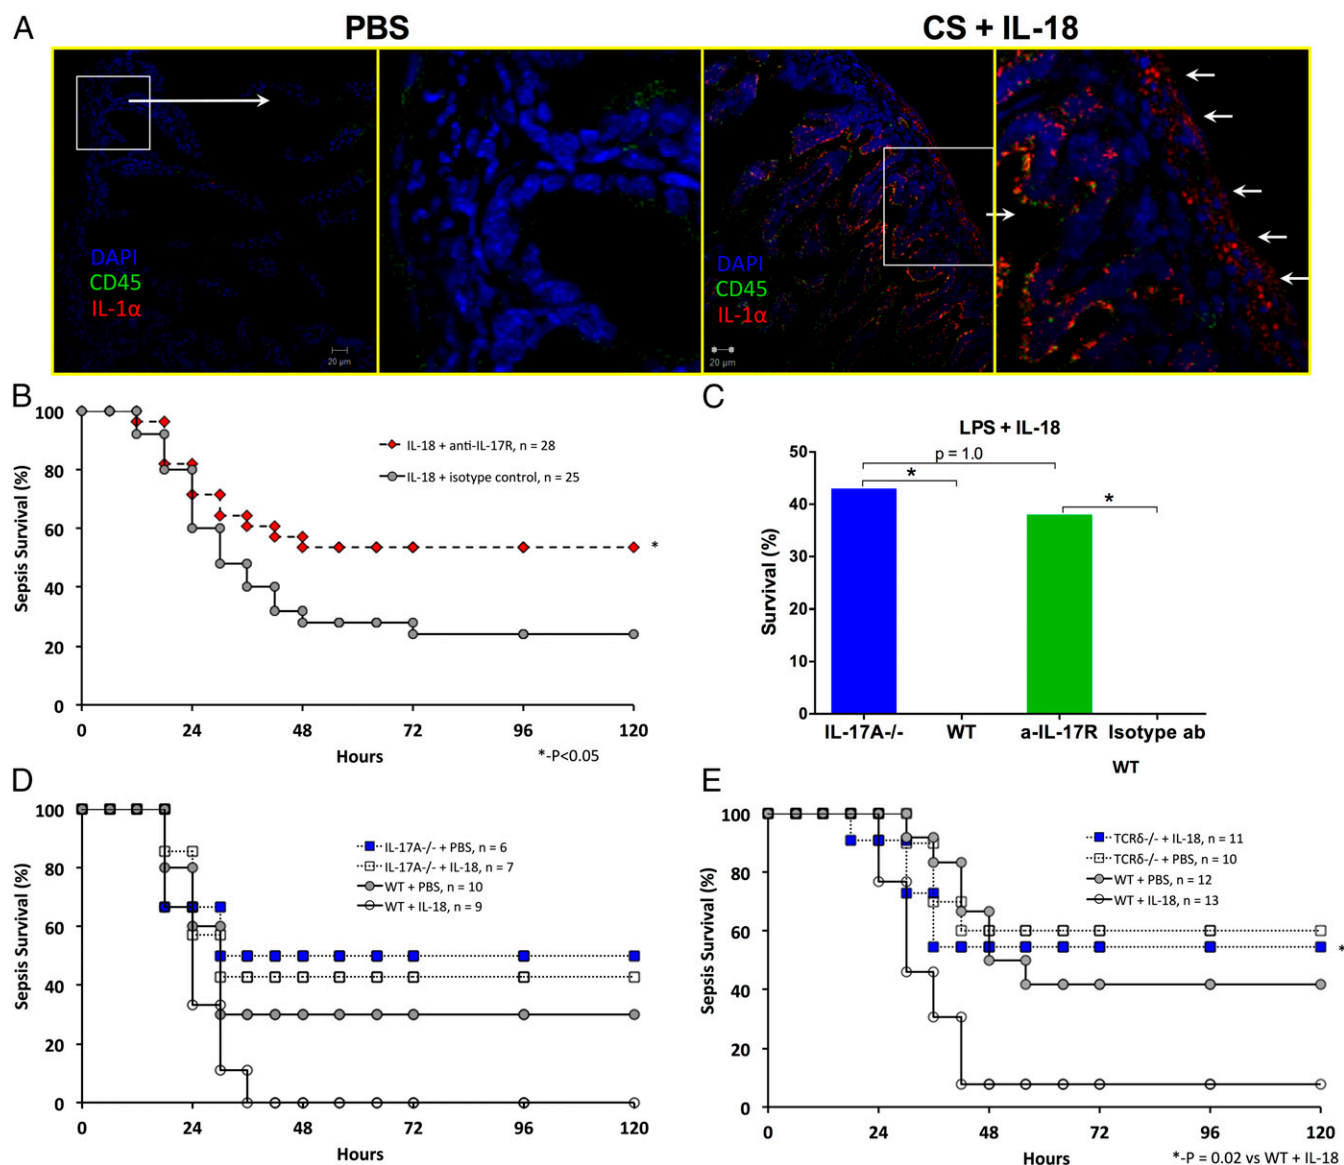 A
PBS
CS + IL-18
DAPI
CD45
IL-1α
20 μm
DAPI
CD45
IL-1α
20 μm
B
100
80
60
40
20
0
Sepsis Survival (%)
IL-18 + anti-IL-17R, n = 28
IL-18 + isotype control, n = 25
*
0 24 48 72 96 120
Hours
*-P<0.05
C
LPS + IL-18
50
40
30
20
10
0
Survival (%)
p = 1.0
*
*
IL-17A-/- WT a-IL-17R Isotype ab
WT
D
100
80
60
40
20
0
Sepsis Survival (%)
IL-17A-/- + PBS, n = 6
IL-17A-/- + IL-18, n = 7
WT + PBS, n = 10
WT + IL-18, n = 9
0 24 48 72 96 120
Hours
E
100
80
60
40
20
0
Sepsis Survival (%)
TCRδ-/- + IL-18, n = 11
TCRδ-/- + PBS, n = 10
WT + PBS, n = 12
WT + IL-18, n = 13
*
0 24 48 72 96 120
Hours
*-P = 0.02 vs WT + IL-18